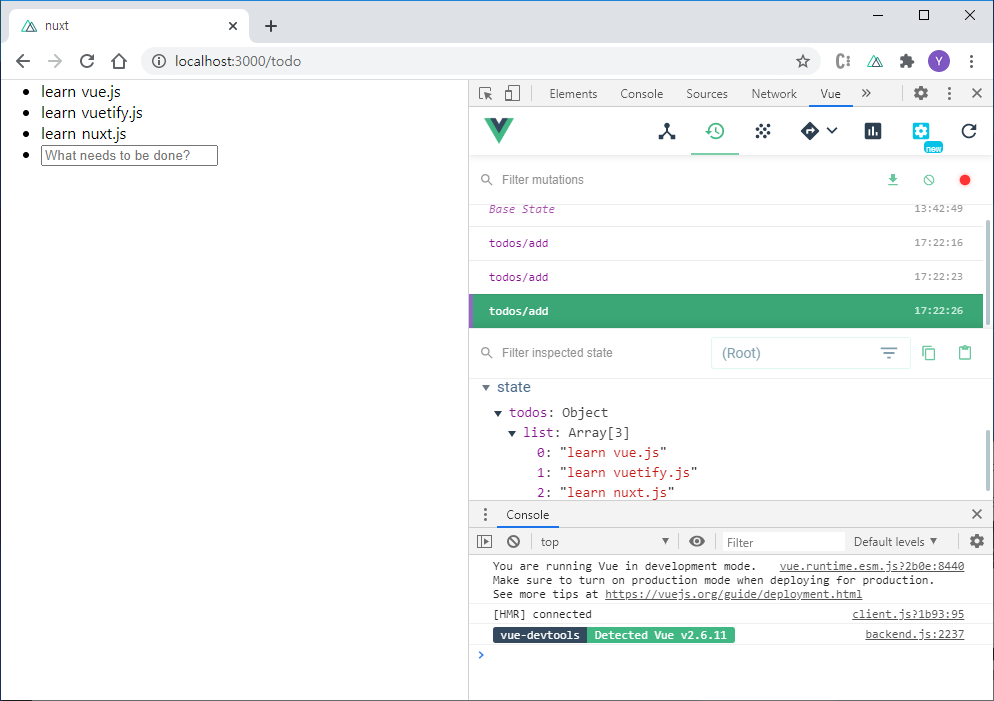 nuxt
localhost:3000/todo
Y
learn vue.js
learn vuetify.js
learn nuxt.js
What needs to be done?
Elements Console Sources Network Vue »
new
Filter mutations
Base State 13:42:49
todos/add 17:22:16
todos/add 17:22:23
todos/add 17:22:26
Filter inspected state (Root)
state
todos: Object
list: Array[3]
0: "learn vue.js"
1: "learn vuetify.js"
2: "learn nuxt.js"
Console
top Filter Default levels
You are running Vue in development mode. vue.runtime.esm.js?2b0e:8440
Make sure to turn on production mode when deploying for production.
See more tips at https://vuejs.org/guide/deployment.html
[HMR] connected client.js?1b93:95
vue-devtools Detected Vue v2.6.11 backend.js:2237